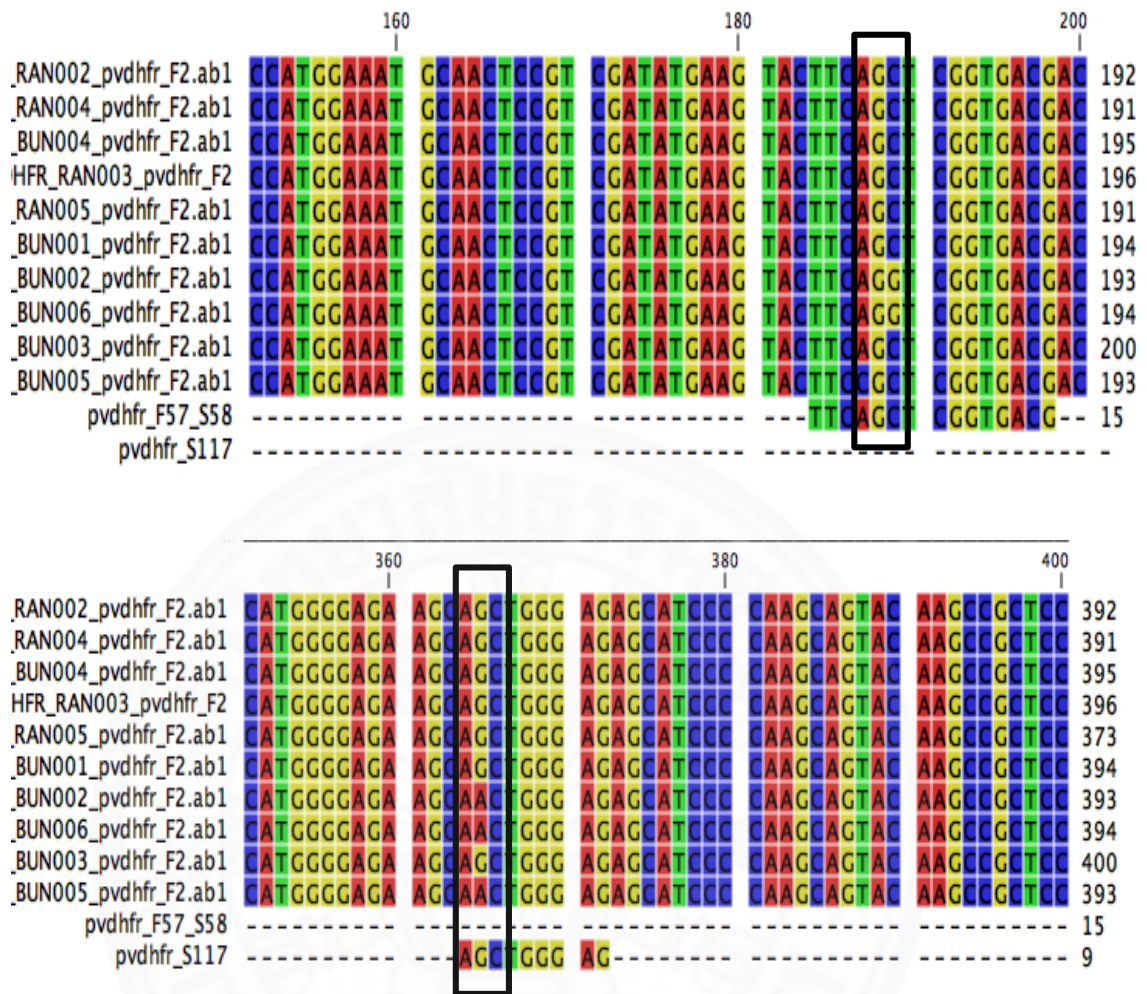 160 180 200
_RAN002_pvdhfr_F2.ab1 CCATGGAAAT GCAACTCCGT CGATATGAAG TACTTCAGCT CGGTGACGAC 192
_RAN004_pvdhfr_F2.ab1 CCATGGAAAT GCAACTCCGT CGATATGAAG TACTTCAGCT CGGTGACGAC 191
_BUN004_pvdhfr_F2.ab1 CCATGGAAAT GCAACTCCGT CGATATGAAG TACTTCAGCT CGGTGACGAC 195
HFR_RAN003_pvdhfr_F2 CCATGGAAAT GCAACTCCGT CGATATGAAG TACTTCAGCT CGGTGACGAC 196
_RAN005_pvdhfr_F2.ab1 CCATGGAAAT GCAACTCCGT CGATATGAAG TACTTCAGCT CGGTGACGAC 191
_BUN001_pvdhfr_F2.ab1 CCATGGAAAT GCAACTCCGT CGATATGAAG TACTTCAGCT CGGTGACGAC 194
_BUN002_pvdhfr_F2.ab1 CCATGGAAAT GCAACTCCGT CGATATGAAG TACTTCAGGT CGGTGACGAC 193
_BUN006_pvdhfr_F2.ab1 CCATGGAAAT GCAACTCCGT CGATATGAAG TACTTCAGGT CGGTGACGAC 194
_BUN003_pvdhfr_F2.ab1 CCATGGAAAT GCAACTCCGT CGATATGAAG TACTTCAGCT CGGTGACGAC 200
_BUN005_pvdhfr_F2.ab1 CCATGGAAAT GCAACTCCGT CGATATGAAG TACTTCCGCT CGGTGACGAC 193
pvdhfr_F57_S58 ---------- ---------- ---------- ---TTCAGCT CGGTGACG-- 15
pvdhfr_S117 ---------- ---------- ---------- ---------- ---------- -
360 380 400
_RAN002_pvdhfr_F2.ab1 CATGGGGAGA AGCAGCTGGG AGAGCATCCC CAAGCAGTAC AAGCCGCTCC 392
_RAN004_pvdhfr_F2.ab1 CATGGGGAGA AGCAGCTGGG AGAGCATCCC CAAGCAGTAC AAGCCGCTCC 391
_BUN004_pvdhfr_F2.ab1 CATGGGGAGA AGCAGCTGGG AGAGCATCCC CAAGCAGTAC AAGCCGCTCC 395
HFR_RAN003_pvdhfr_F2 CATGGGGAGA AGCAGCTGGG AGAGCATCCC CAAGCAGTAC AAGCCGCTCC 396
_RAN005_pvdhfr_F2.ab1 CATGGGGAGA AGCAGCTGGG AGAGCATCCC CAAGCAGTAC AAGCCGCTCC 373
_BUN001_pvdhfr_F2.ab1 CATGGGGAGA AGCAGCTGGG AGAGCATCCC CAAGCAGTAC AAGCCGCTCC 394
_BUN002_pvdhfr_F2.ab1 CATGGGGAGA AGCAACTGGG AGAGCATCCC CAAGCAGTAC AAGCCGCTCC 393
_BUN006_pvdhfr_F2.ab1 CATGGGGAGA AGCAACTGGG AGAGCATCCC CAAGCAGTAC AAGCCGCTCC 394
_BUN003_pvdhfr_F2.ab1 CATGGGGAGA AGCAGCTGGG AGAGCATCCC CAAGCAGTAC AAGCCGCTCC 400
_BUN005_pvdhfr_F2.ab1 CATGGGGAGA AGCAACTGGG AGAGCATCCC CAAGCAGTAC AAGCCGCTCC 393
pvdhfr_F57_S58 ---------- ---------- ---------- ---------- ---------- 15
pvdhfr_S117 ---------- ---AGCTGGG AG-------- ---------- ---------- 9